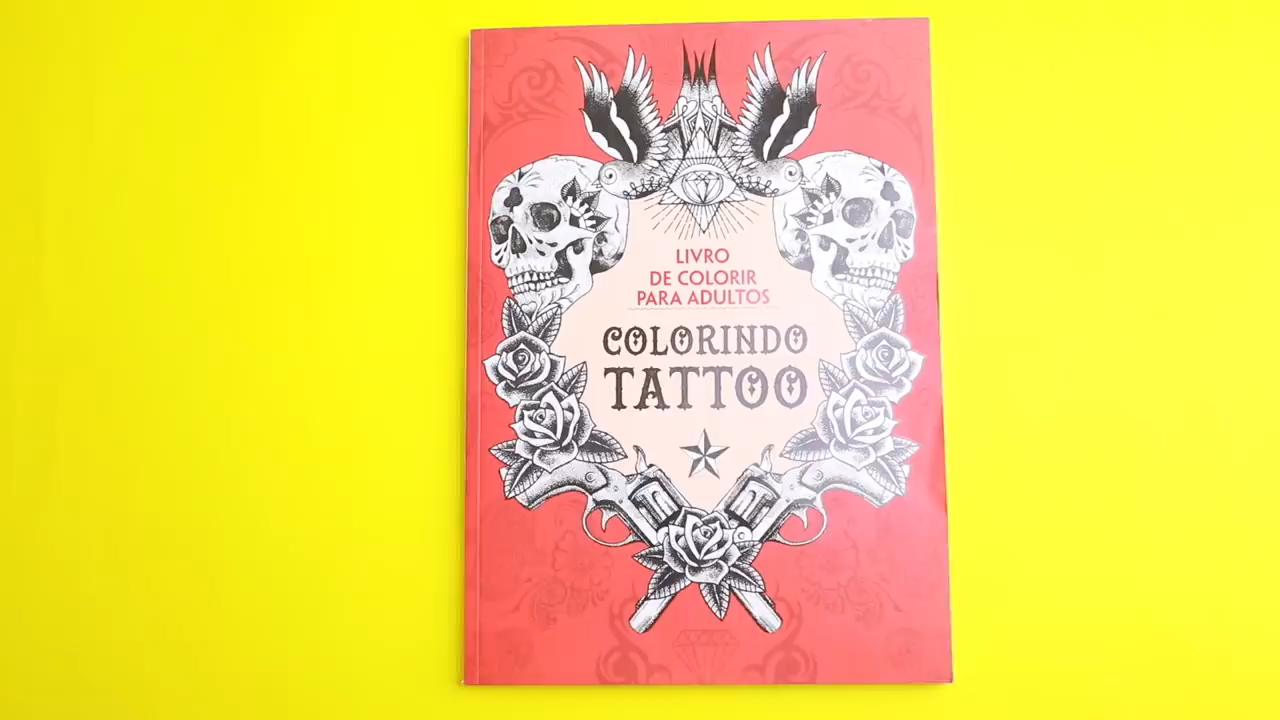 LIVRO
DE COLORIR
PARA ADULTOS
COLORINDO
TATTOO